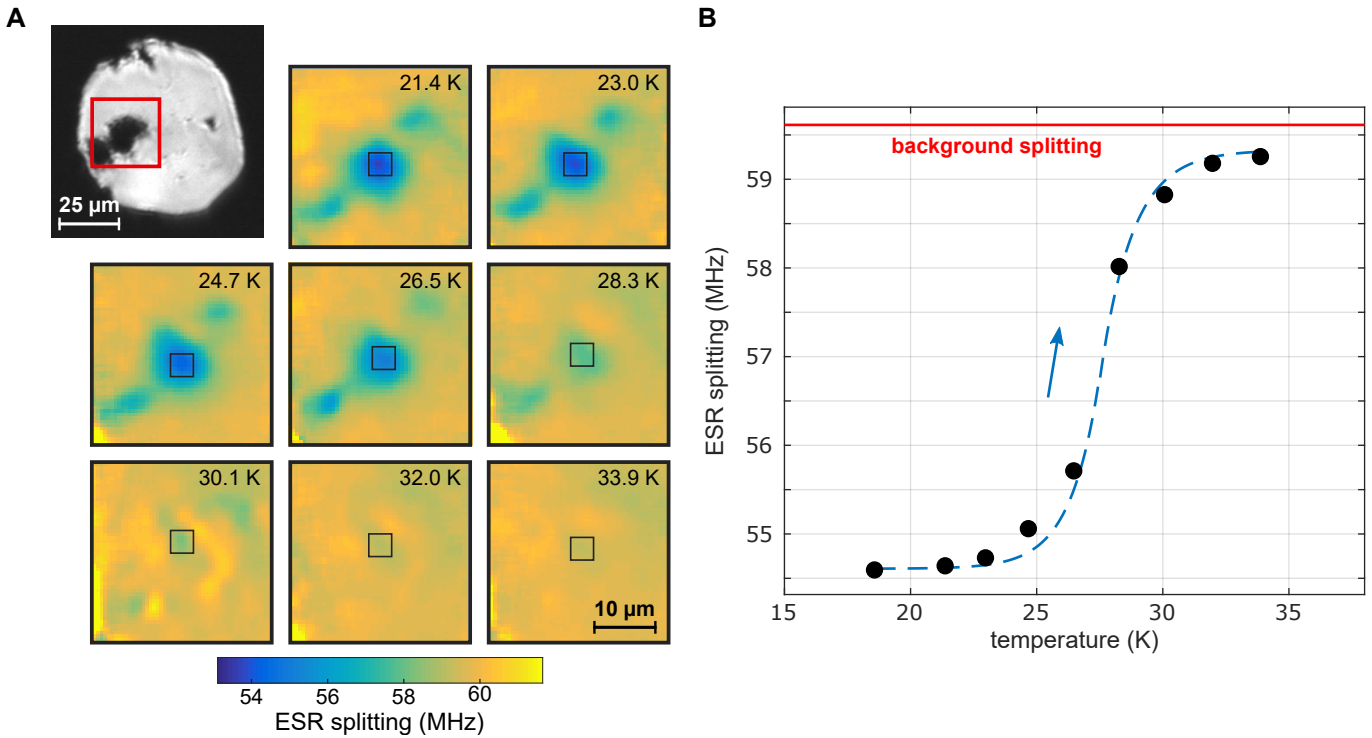 A
25 µm
21.4 K
23.0 K
24.7 K
26.5 K
28.3 K
30.1 K
32.0 K
33.9 K
10 µm
54 56 58 60
ESR splitting (MHz)
B
background splitting
59
58
57
56
55
ESR splitting (MHz)
15 20 25 30 35
temperature (K)